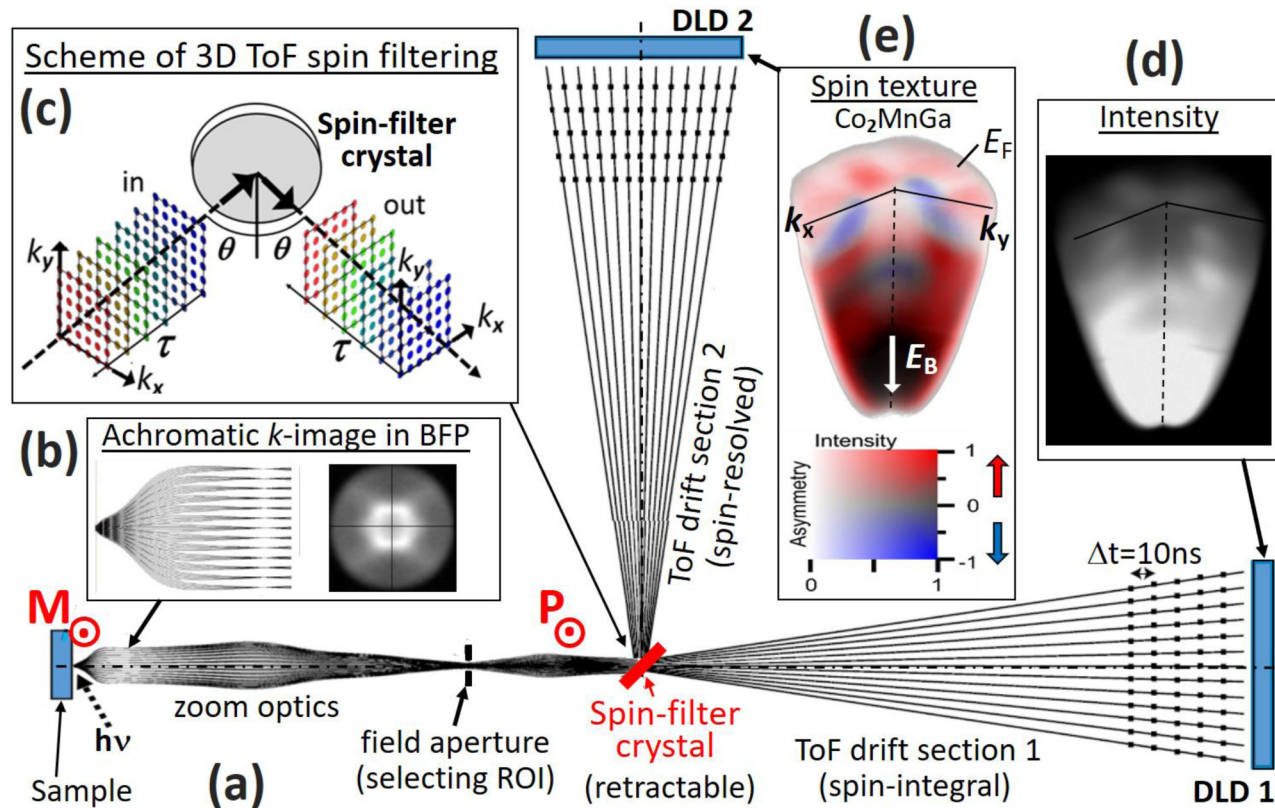 Scheme of 3D ToF spin filtering
(c)
Spin-filter
crystal
in
out
θ
θ
k_y
k_y
k_x
k_x
τ
τ
DLD 2
(e)
Spin texture
Co₂MnGa
E_F
k_x
k_y
E_B
Intensity
Asymmetry
1
0
-1
0
1
(d)
Intensity
(b)
Achromatic k-image in BFP
ToF drift section 2
(spin-resolved)
Δt=10ns
M
P
zoom optics
hν
Sample
(a)
field aperture
(selecting ROI)
Spin-filter
crystal
(retractable)
ToF drift section 1
(spin-integral)
DLD 1